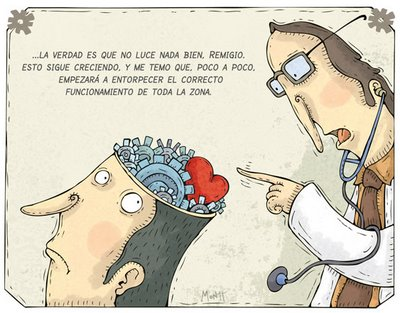 ...LA VERDAD ES QUE NO LUCE NADA BIEN, REMIGIO.
ESTO SIGUE CRECIENDO, Y ME TEMO QUE, POCO A POCO,
EMPEZARÁ A ENTORPECER EL CORRECTO
FUNCIONAMIENTO DE TODA LA ZONA.
MONTT